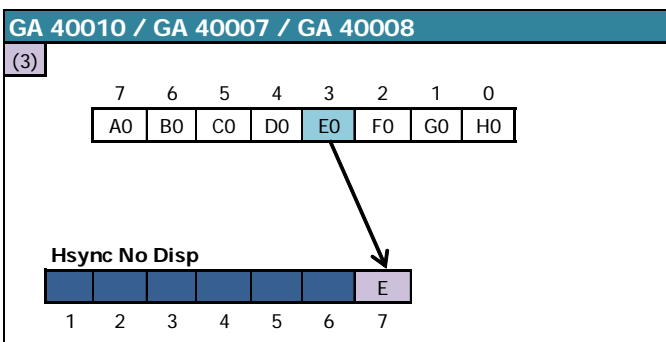 GA 40010 / GA 40007 / GA 40008
(3)
7 6 5 4 3 2 1 0
A0 B0 C0 D0 E0 F0 G0 H0
Hsync No Disp
E
1 2 3 4 5 6 7